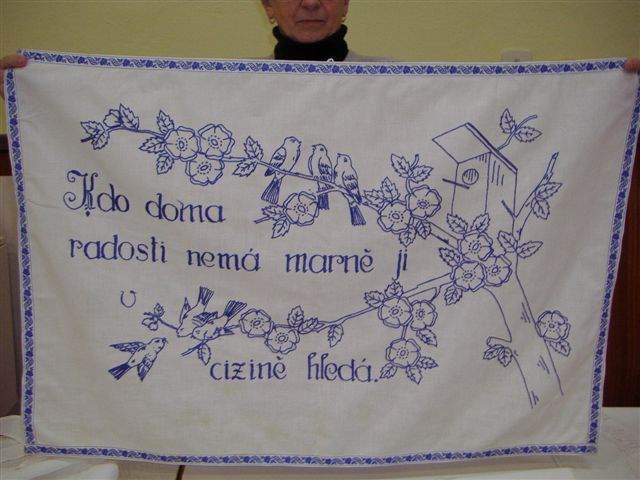 Kdo doma
radosti nemá marně ji
v
cizině hledá.